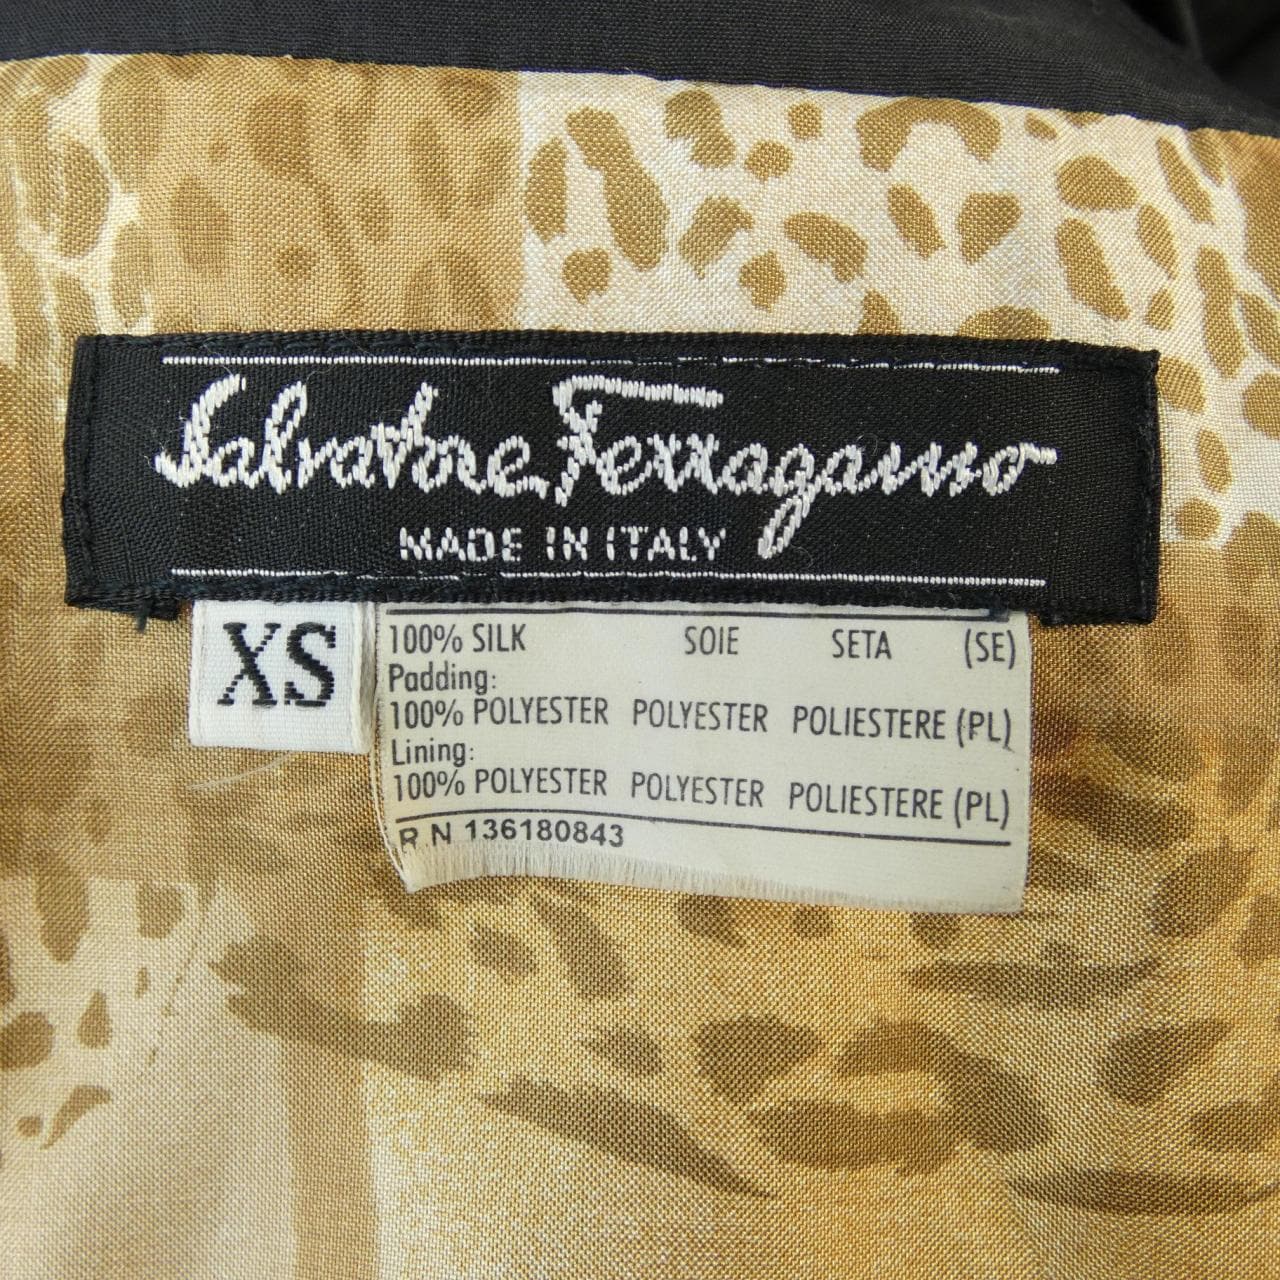 Salvatore Ferragamo
MADE IN ITALY
XS
100% SILK SOIE SETA (SE)
Padding:
100% POLYESTER POLYESTER POLIESTERE (PL)
Lining:
100% POLYESTER POLYESTER POLIESTERE (PL)
R.N 136180843